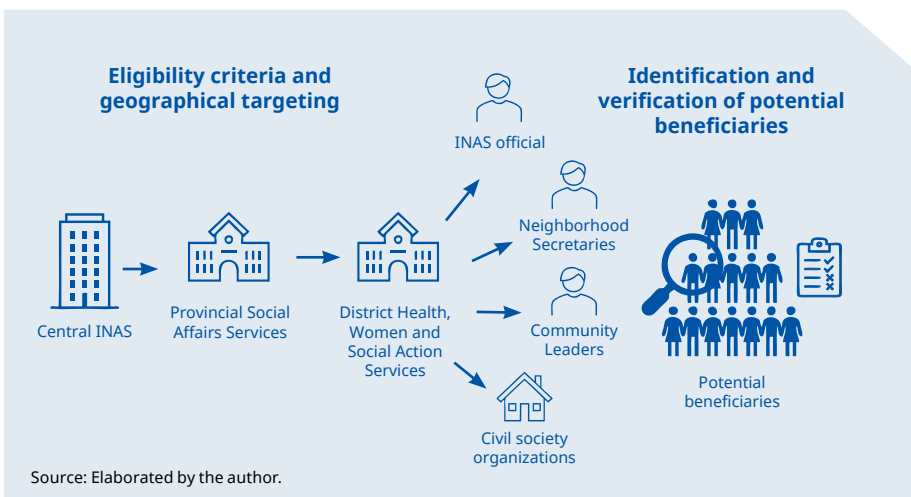 Eligibility criteria and
geographical targeting
Identification and
verification of potential
beneficiaries
INAS official
Neighborhood
Secretaries
Central INAS
Provincial Social
Affairs Services
District Health,
Women and
Social Action
Services
Community
Leaders
Potential
beneficiaries
Civil society
organizations
Source: Elaborated by the author.